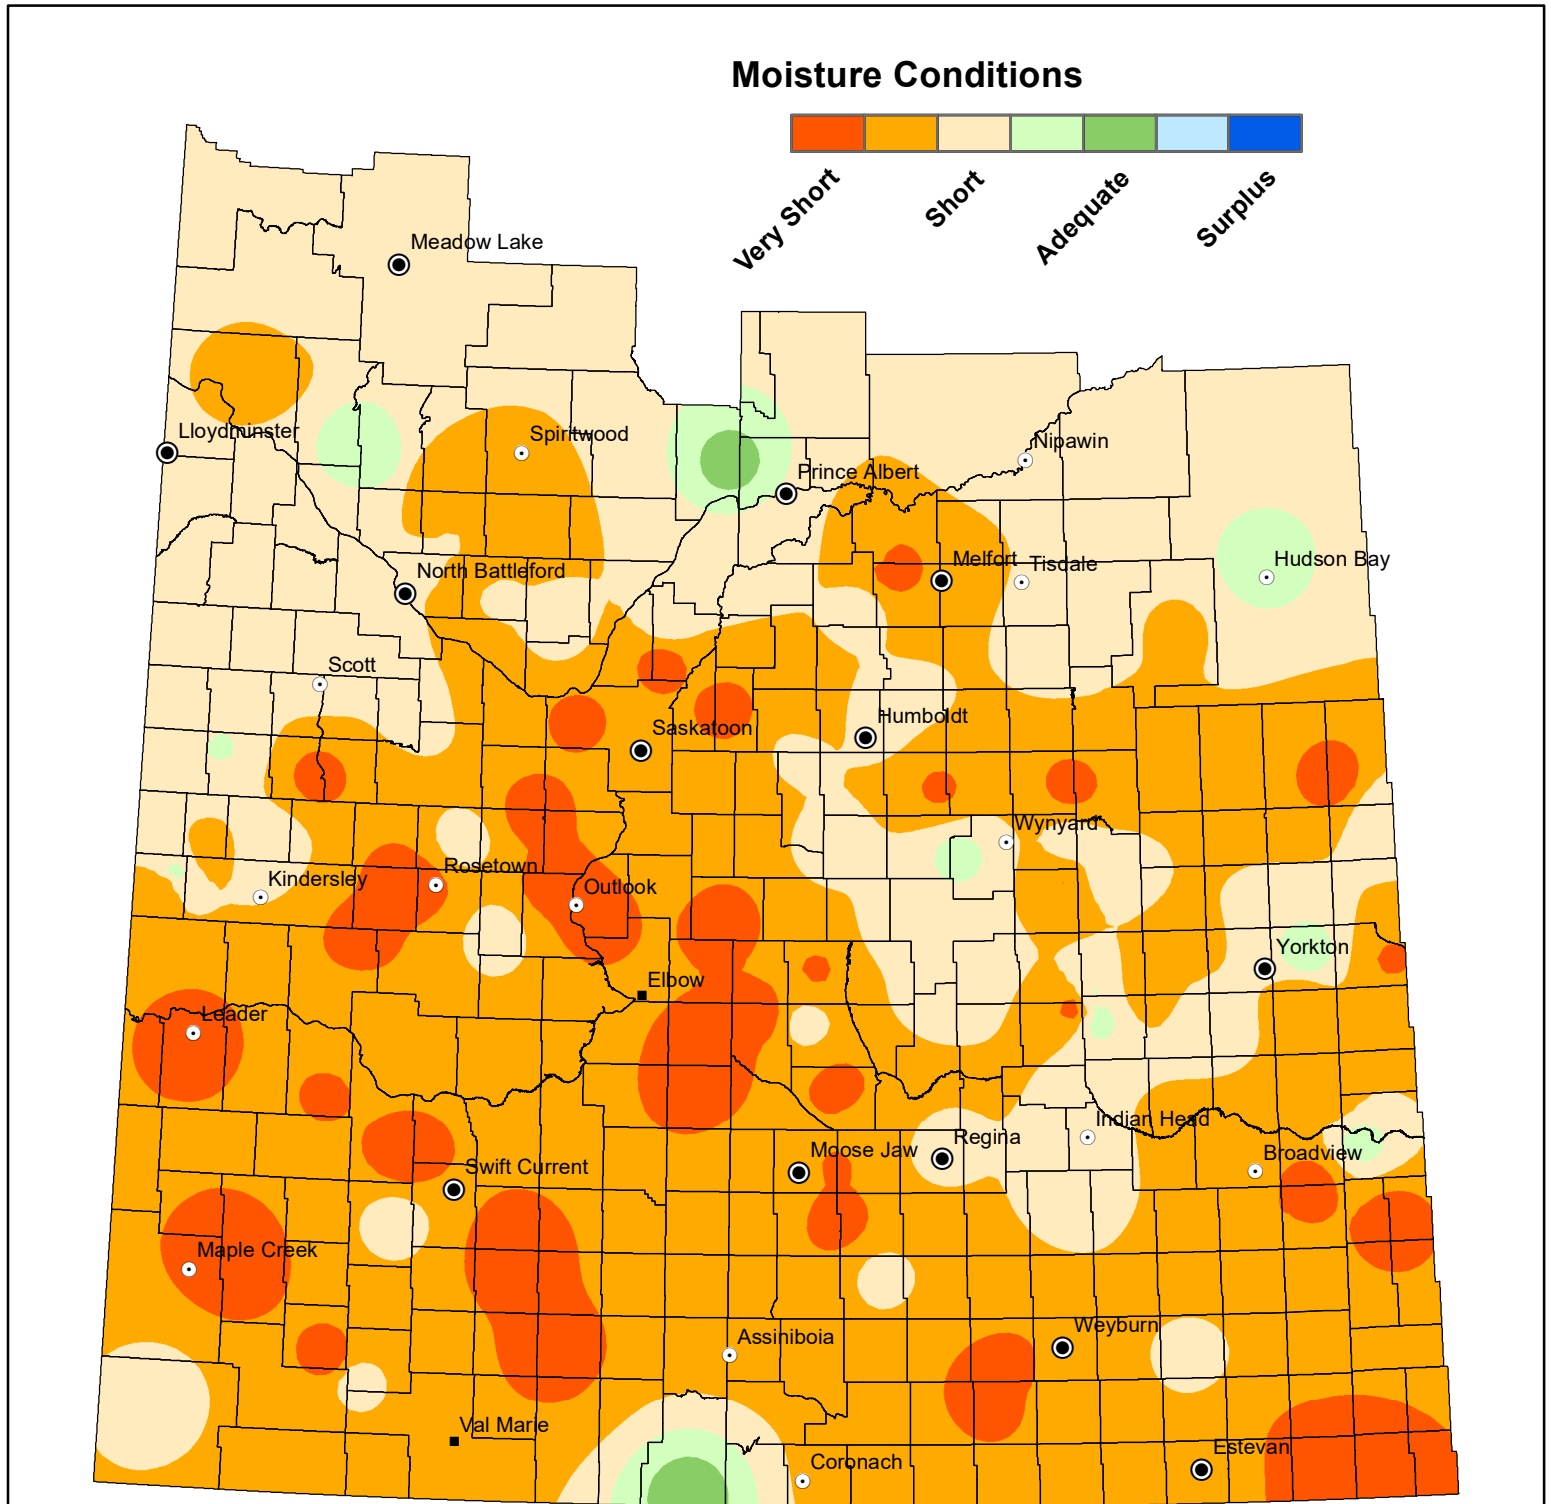 Moisture Conditions
Very Short
Short
Adequate
Surplus
Meadow Lake
Lloydminster
Spiritwood
Nipawin
Prince Albert
Melfort
Tisdale
Hudson Bay
North Battleford
Scott
Humboldt
Saskatoon
Wynyard
Rosetown
Kindersley
Outlook
Yorkton
Elbow
Leader
Indian Head
Regina
Moose Jaw
Broadview
Swift Current
Maple Creek
Weyburn
Assiniboia
Val Marie
Estevan
Coronach